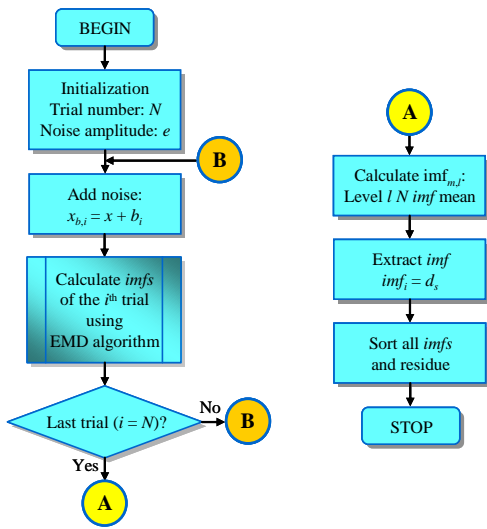 BEGIN
Initialization
Trial number: N
Noise amplitude: e
B
Add noise:
x_{b,i} = x + b_i
Calculate imfs
of the i^{th} trial
using
EMD algorithm
Last trial (i = N)?
No
B
Yes
A
A
Calculate imf_{m,l}:
Level l N imf mean
Extract imf
imf_i = d_s
Sort all imfs
and residue
STOP